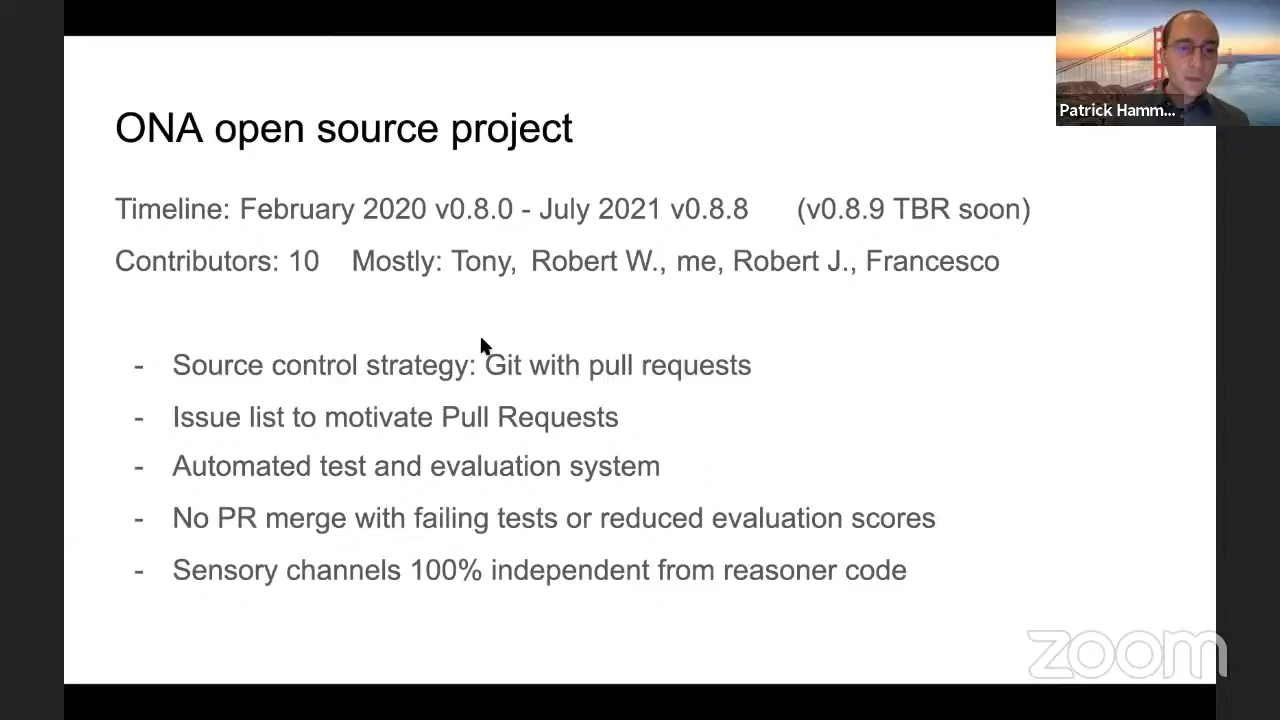 ONA open source project
Timeline: February 2020 v0.8.0 - July 2021 v0.8.8 (v0.8.9 TBR soon)
Contributors: 10 Mostly: Tony, Robert W., me, Robert J., Francesco
- Source control strategy: Git with pull requests
- Issue list to motivate Pull Requests
- Automated test and evaluation system
- No PR merge with failing tests or reduced evaluation scores
- Sensory channels 100% independent from reasoner code
Patrick Hamm...
zoom